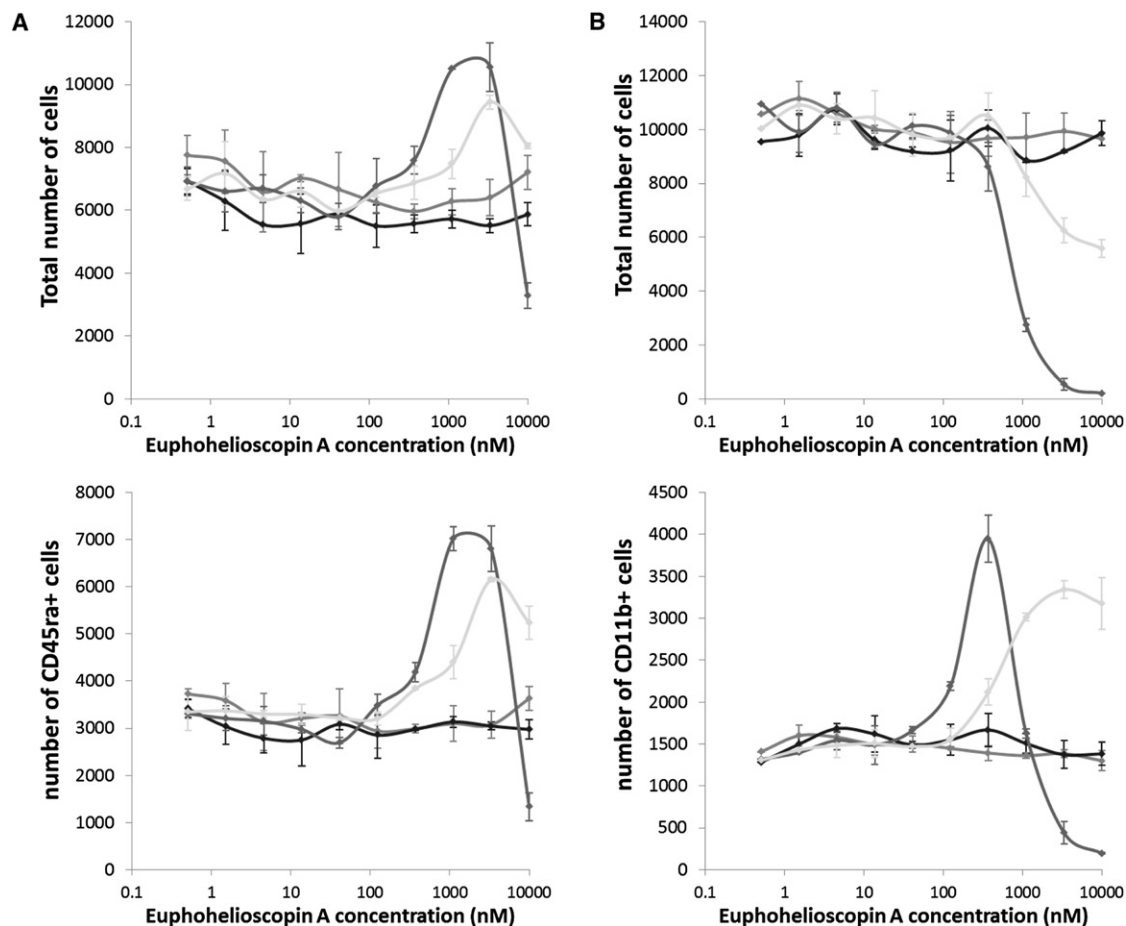 A
Total number of cells
12000
10000
8000
6000
4000
2000
0
0.1 1 10 100 1000 10000
Euphohelioscopin A concentration (nM)
B
Total number of cells
14000
12000
10000
8000
6000
4000
2000
0
0.1 1 10 100 1000 10000
Euphohelioscopin A concentration (nM)
number of CD45ra+ cells
8000
7000
6000
5000
4000
3000
2000
1000
0
0.1 1 10 100 1000 10000
Euphohelioscopin A concentration (nM)
number of CD11b+ cells
4500
4000
3500
3000
2500
2000
1500
1000
500
0
0.1 1 10 100 1000 10000
Euphohelioscopin A concentration (nM)